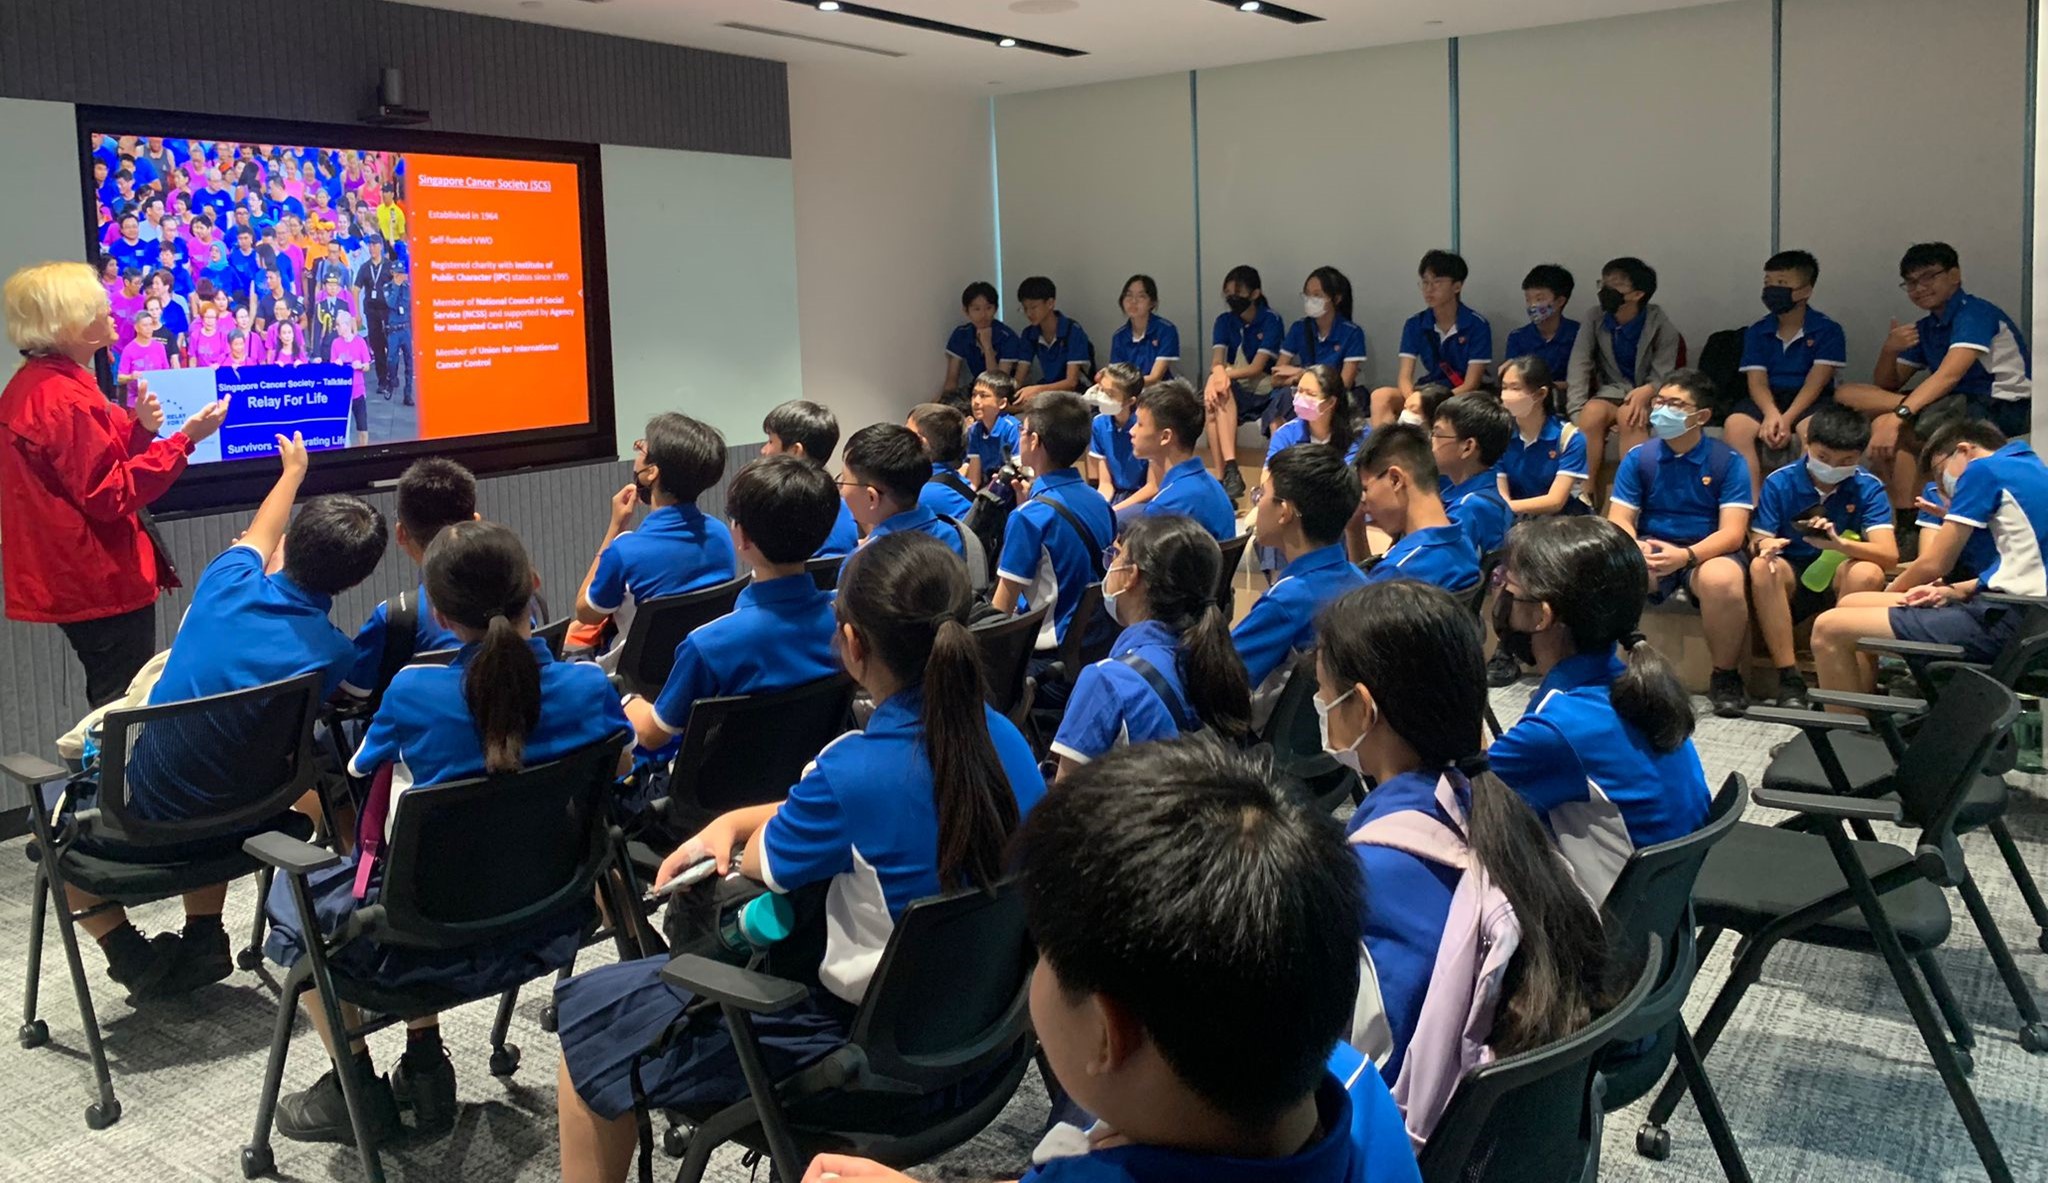 Singapore Cancer Society (SCS)
Established in 1964
Self-funded VWO
Registered charity with Institute of
Public Character (IPC) status since 1995
Member of National Council of Social
Service (NCSS) and supported by Agency
for Integrated Care (AIC)
Member of Union for International
Cancer Control
Singapore Cancer Society – TalkMed
Relay For Life
Survivors –
RELAY
FOR